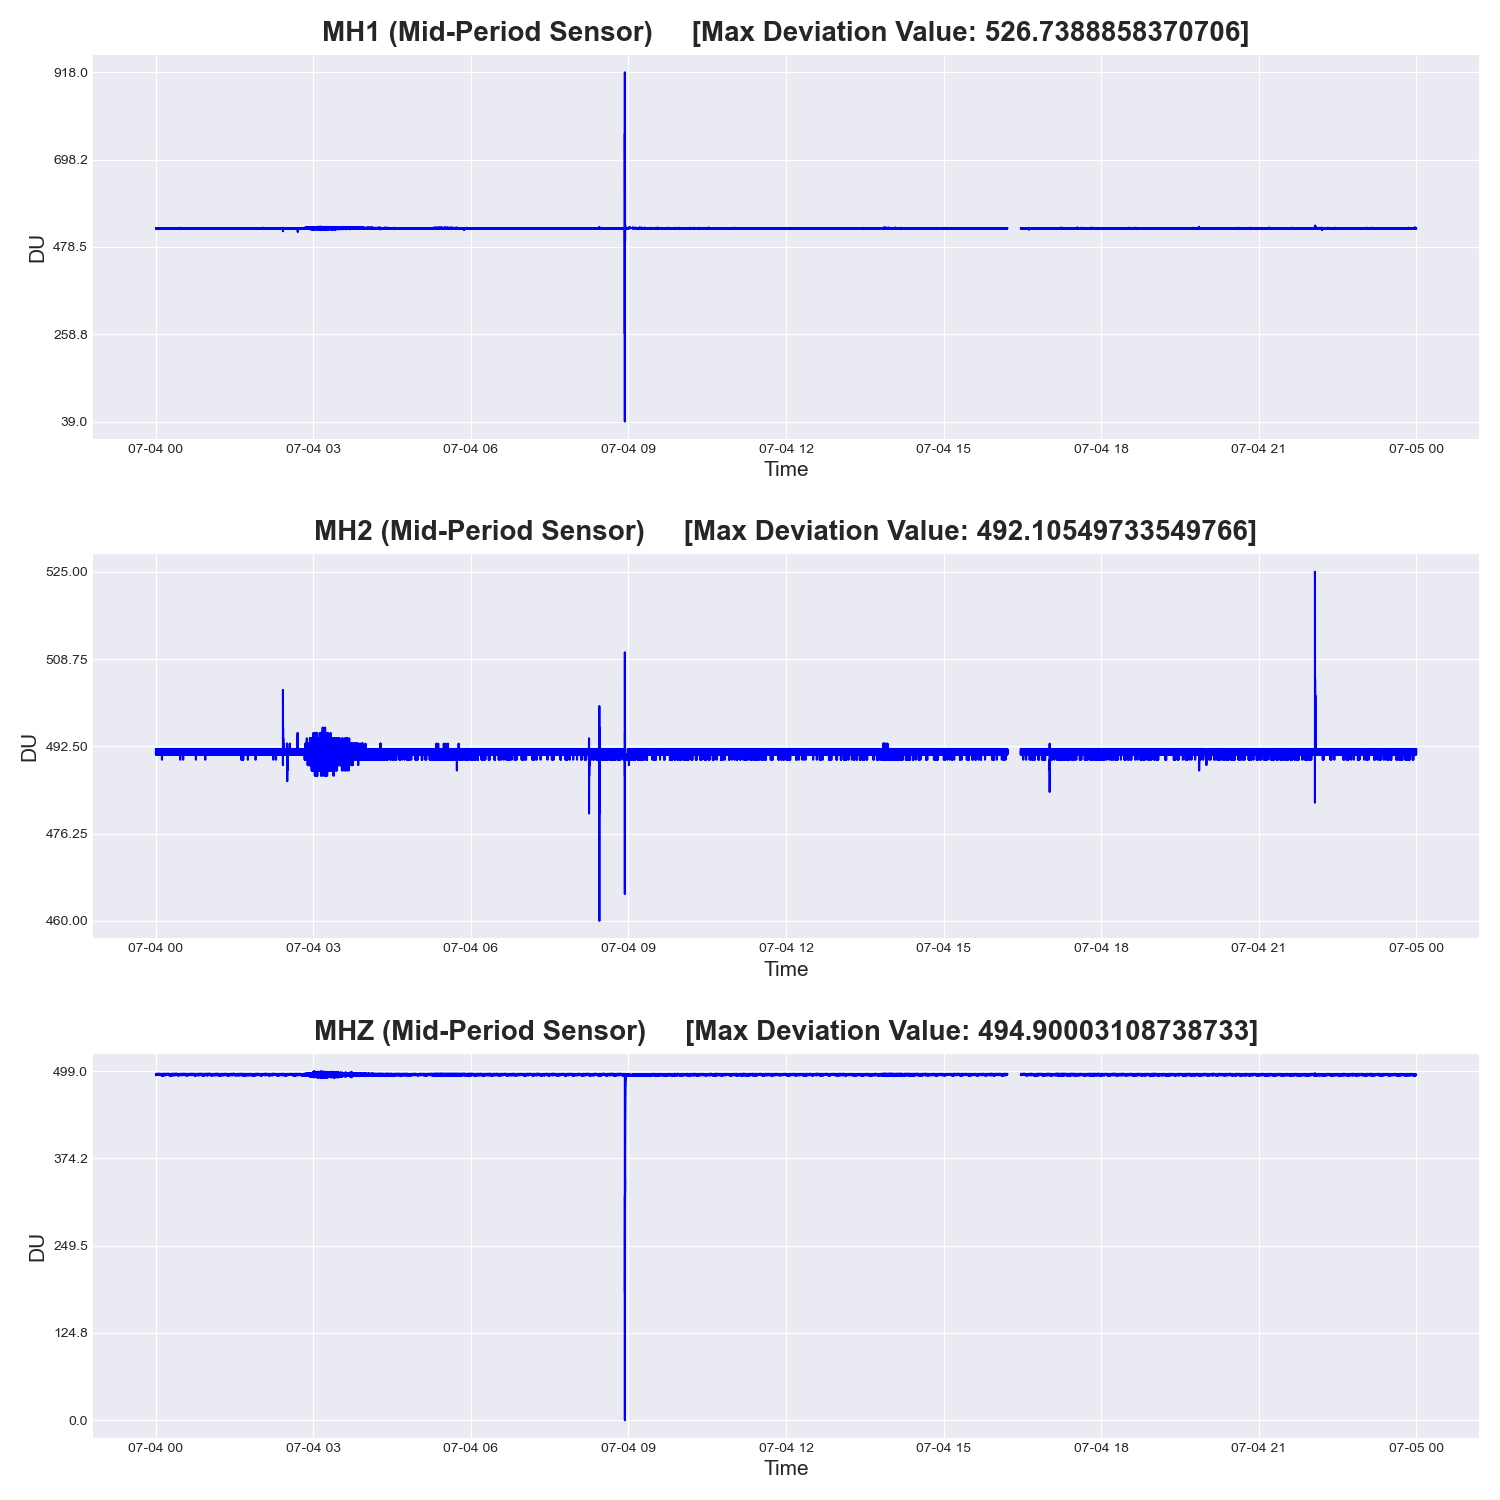 MH1 (Mid-Period Sensor) [Max Deviation Value: 526.7388858370706]
918.0
698.2
478.5
258.8
39.0
DU
07-04 00 07-04 03 07-04 06 07-04 09 07-04 12 07-04 15 07-04 18 07-04 21 07-05 00
Time
MH2 (Mid-Period Sensor) [Max Deviation Value: 492.10549733549766]
525.00
508.75
492.50
476.25
460.00
DU
07-04 00 07-04 03 07-04 06 07-04 09 07-04 12 07-04 15 07-04 18 07-04 21 07-05 00
Time
MHZ (Mid-Period Sensor) [Max Deviation Value: 494.90003108738733]
499.0
374.2
249.5
124.8
0.0
DU
07-04 00 07-04 03 07-04 06 07-04 09 07-04 12 07-04 15 07-04 18 07-04 21 07-05 00
Time